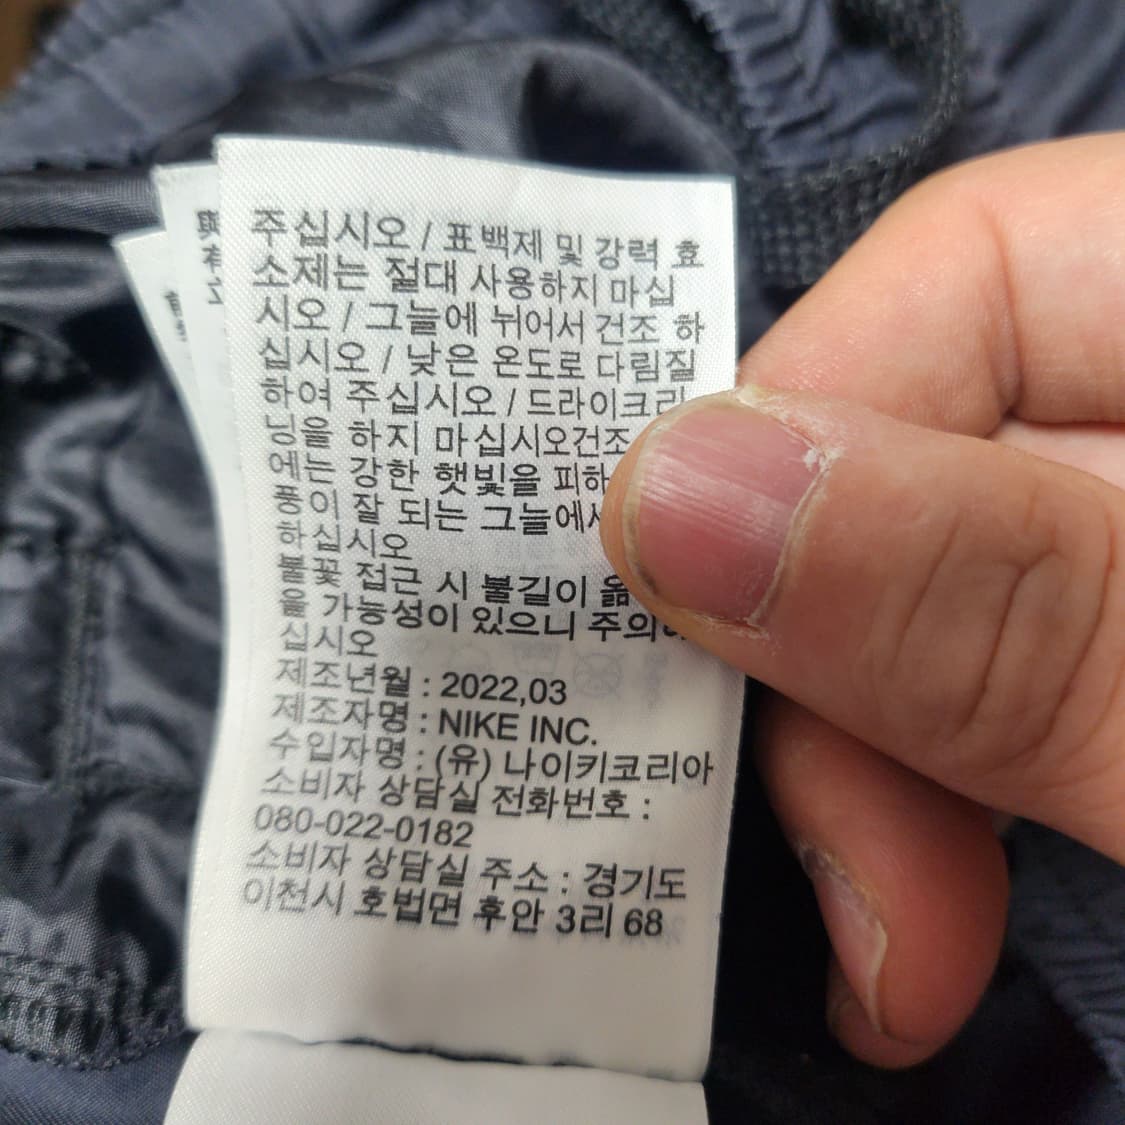 주십시오 / 표백제 및 강력 효
소제는 절대 사용하지 마십
시오 / 그늘에 뉘어서 건조 하
십시오 / 낮은 온도로 다림질
하여 주십시오 / 드라이크리
닝을 하지 마십시오건조
에는 강한 햇빛을 피하
풍이 잘 되는 그늘에서
하십시오
불꽃 접근 시 불길이 옮
을 가능성이 있으니 주의
십시오
제조년월 : 2022,03
제조자명 : NIKE INC.
수입자명 : (유) 나이키코리아
소비자 상담실 전화번호 :
080-022-0182
소비자 상담실 주소 : 경기도
이천시 호법면 후안 3리 68